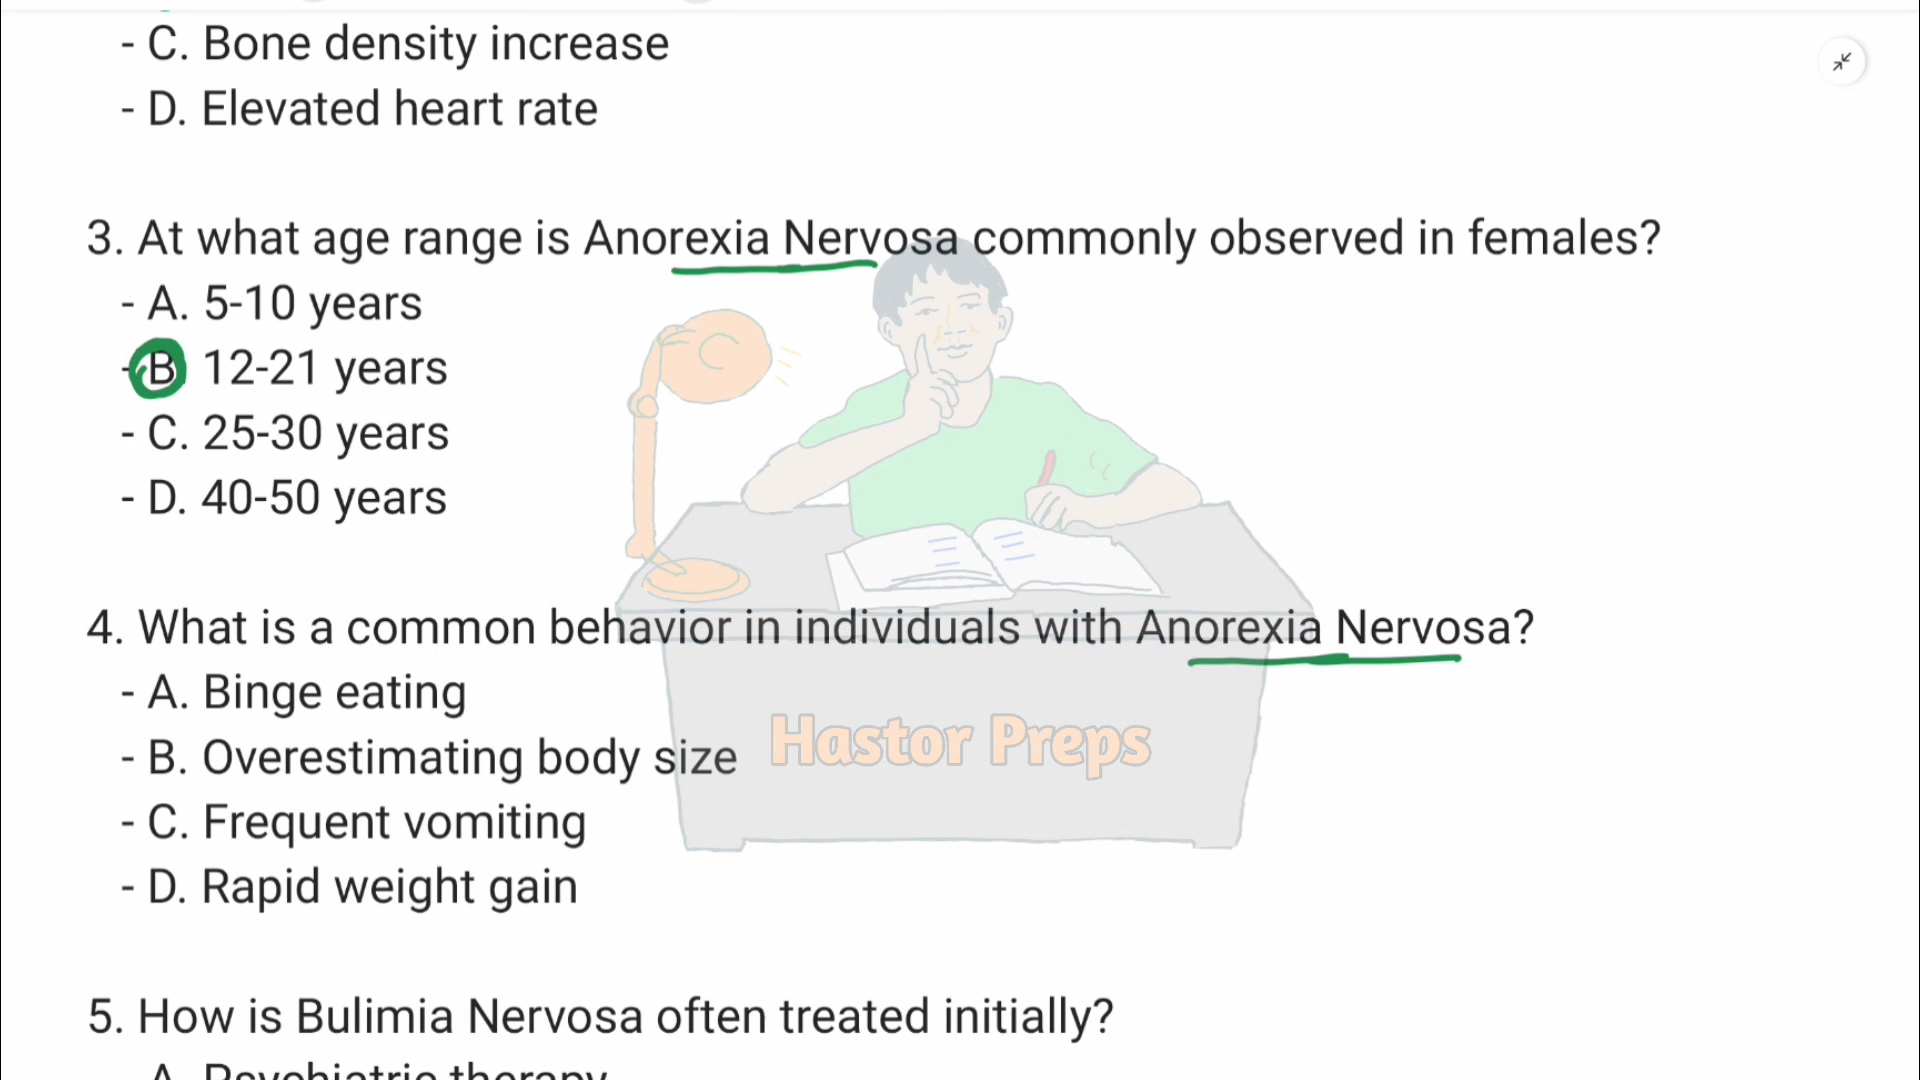 - C. Bone density increase
- D. Elevated heart rate
3. At what age range is Anorexia Nervosa commonly observed in females?
- A. 5-10 years
- B 12-21 years
- C. 25-30 years
- D. 40-50 years
4. What is a common behavior in individuals with Anorexia Nervosa?
- A. Binge eating
- B. Overestimating body size
Hastor Preps
- C. Frequent vomiting
- D. Rapid weight gain
5. How is Bulimia Nervosa often treated initially?
A. Psychiatric therapy